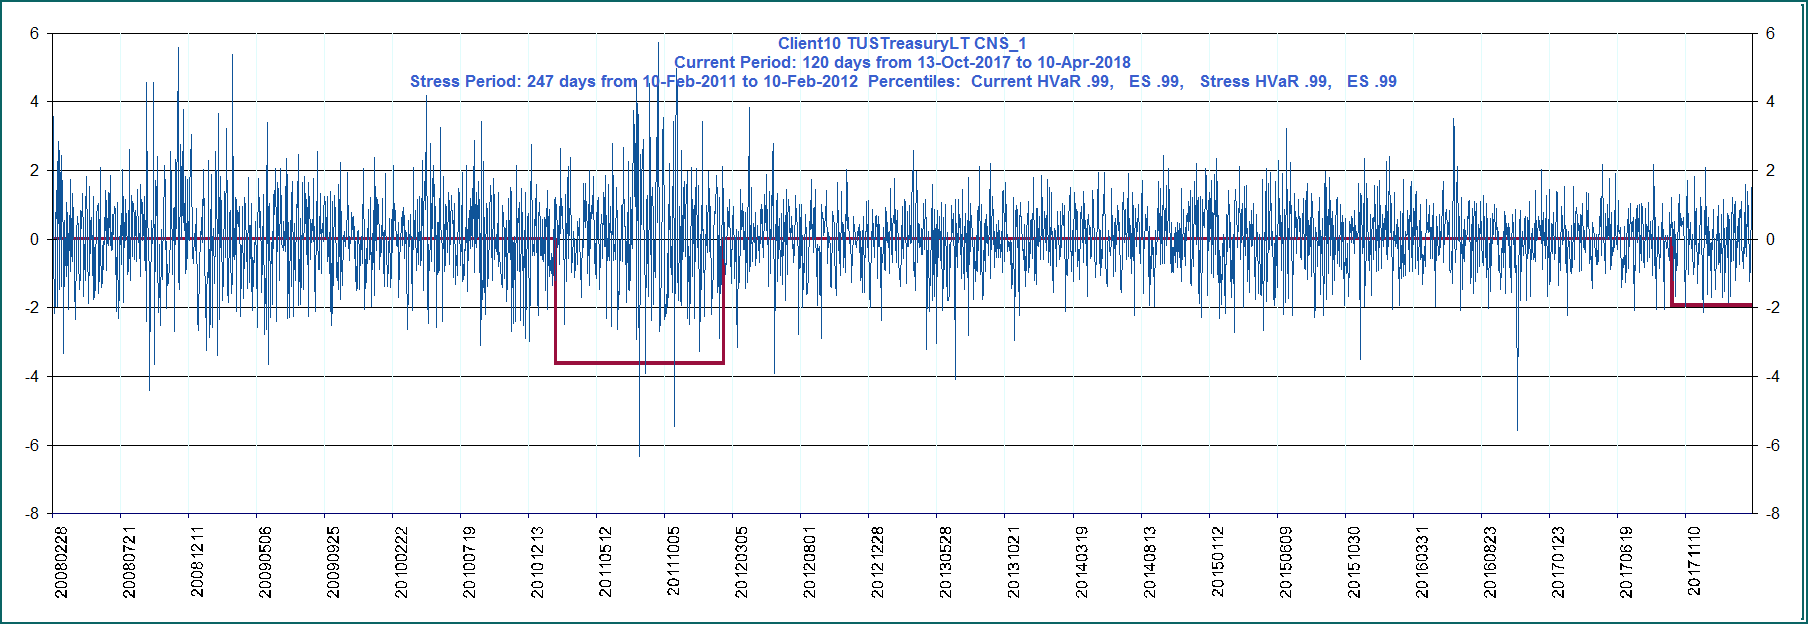 Client10 TUSTreasuryLT CNS_1
Current Period: 120 days from 13-Oct-2017 to 10-Apr-2018
Stress Period: 247 days from 10-Feb-2011 to 10-Feb-2012 Percentiles: Current HVaR .99, ES .99, Stress HVaR .99, ES .99
6 6
4 4
2 2
0 0
-2 -2
-4 -4
-6 -6
-8 -8
20080228 20080721 20081211 20090506 20090925 20100222 20100719 20101213 20110512 20111005 20120305 20120801 20121228 20130528 20131021 20140319 20140813 20150112 20150609 20151030 20160331 20160823 20170123 20170619 20171110